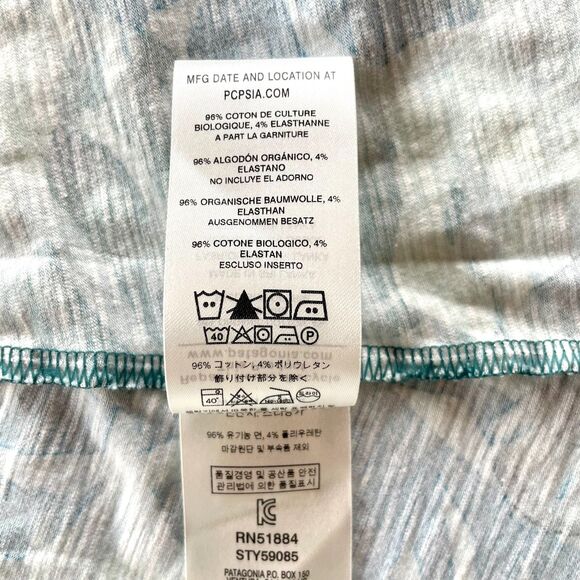 MFG DATE AND LOCATION AT
PCPSIA.COM
96% COTON DE CULTURE
BIOLOGIQUE, 4% ELASTHANNE
A PART LA GARNITURE
96% ALGODÓN ORGÁNICO, 4%
ELASTANO
NO INCLUYE EL ADORNO
96% ORGANISCHE BAUMWOLLE, 4%
ELASTHAN
AUSGENOMMEN BESATZ
96% COTONE BIOLOGICO, 4%
ELASTAN
ESCLUSO INSERTO
40
P
www.patagonia.com
96% コットン, 4% ポリウレタン
飾り付け部分を除く
40°
96% 유기농 면, 4% 폴리우레탄
마감원단 및 부속품 제외
품질경영 및 공산품 안전
관리법에 의한 품질표시
RN51884
STY59085
PATAGONIA P.O. BOX 150